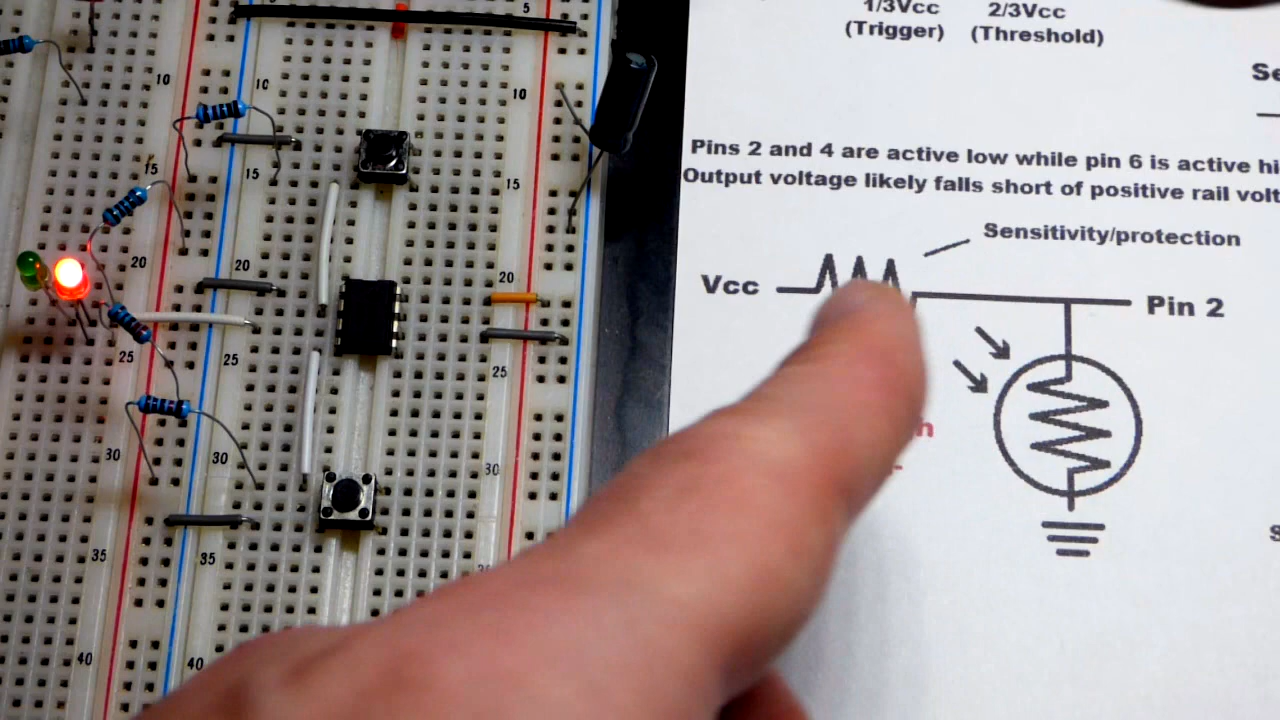 1/3Vcc 2/3Vcc
(Trigger) (Threshold)
Se
Pins 2 and 4 are active low while pin 6 is active hi
Output voltage likely falls short of positive rail volt
Sensitivity/protection
Vcc
Pin 2
5
10
10
10
15
15
15
20
20
20
25
25
25
30
30
30
35
35
40
40